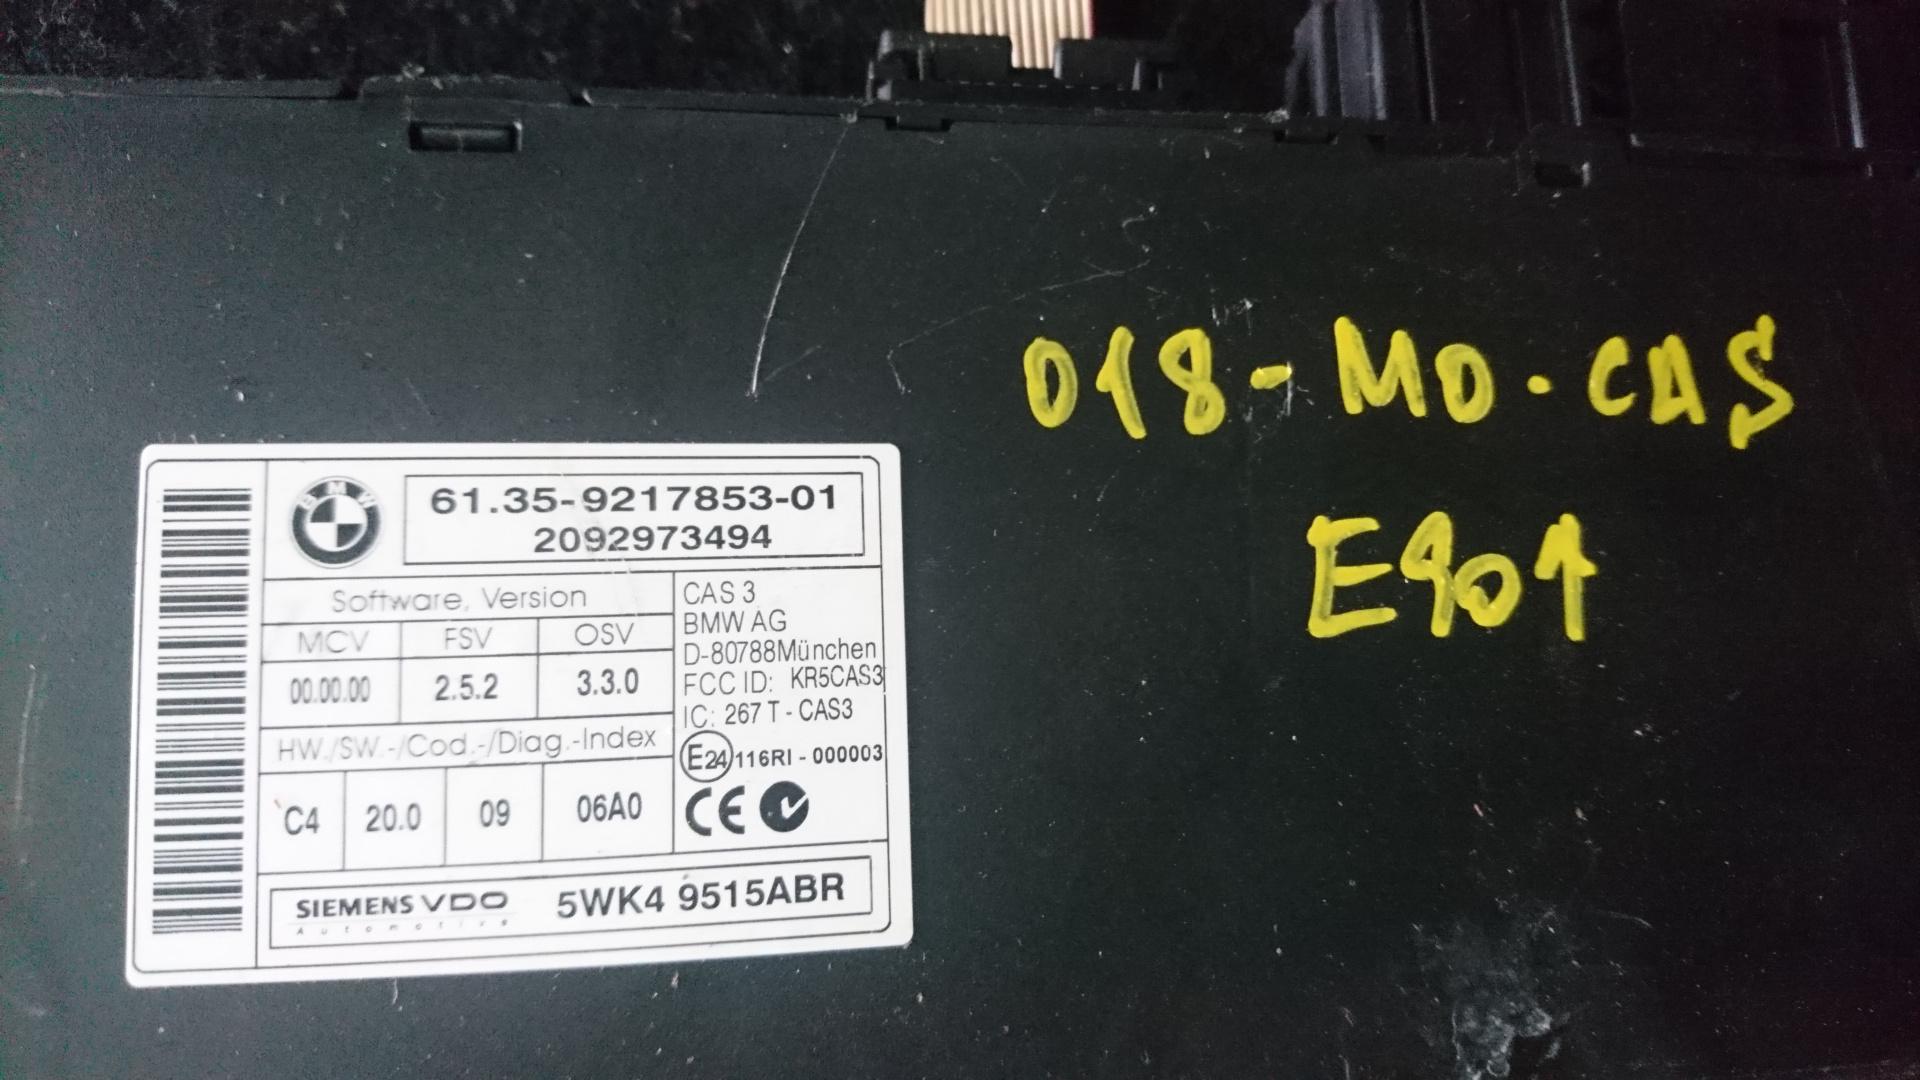 018-MO.CAS
E901
BMW
61.35-9217853-01
2092973494
Software, Version
MCV FSV OSV
00.00.00 2.5.2 3.3.0
HW./SW.-/Cod.-/Diag.-Index
C4 20.0 09 06A0
CAS 3
BMW AG
D-80788München
FCC ID: KR5CAS3
IC: 267 T - CAS3
E24 116RI - 000003
CE
SIEMENS VDO 5WK4 9515ABR
Automotive